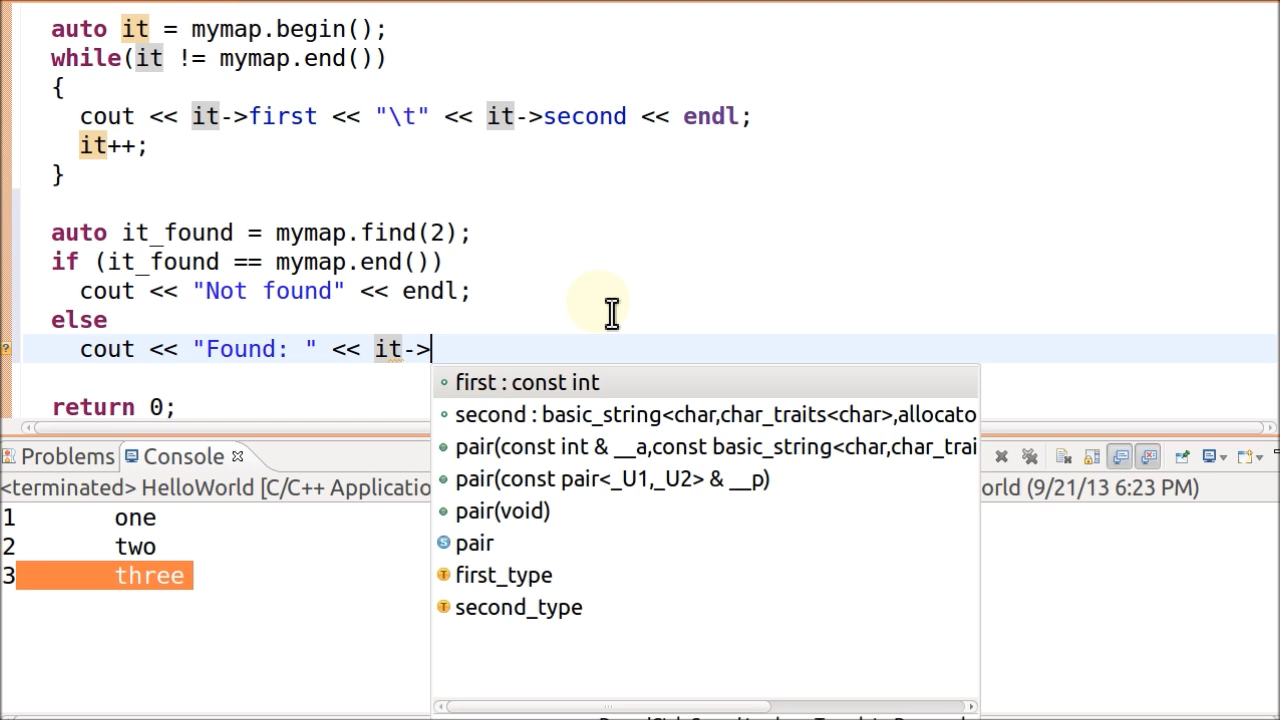 auto it = mymap.begin();
while(it != mymap.end())
{
cout << it->first << "\t" << it->second << endl;
it++;
}
auto it_found = mymap.find(2);
if (it_found == mymap.end())
cout << "Not found" << endl;
else
cout << "Found: " << it->
first : const int
second : basic_string<char,char_traits<char>,allocato
pair(const int & __a,const basic_string<char,char_trai
pair(const pair<_U1,_U2> & __p)
pair(void)
pair
first_type
second_type
return 0;
Problems Console
<terminated> HelloWorld [C/C++ Applicatio
orld (9/21/13 6:23 PM)
1 one
2 two
3 three